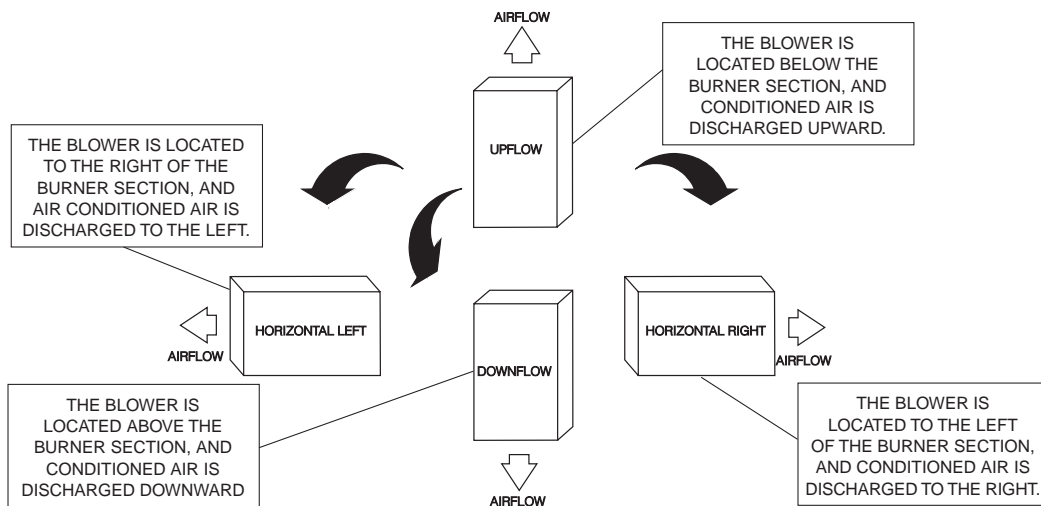 AIRFLOW
THE BLOWER IS
LOCATED BELOW THE
BURNER SECTION, AND
CONDITIONED AIR IS
DISCHARGED UPWARD.
THE BLOWER IS LOCATED
TO THE RIGHT OF THE
BURNER SECTION, AND
AIR CONDITIONED AIR IS
DISCHARGED TO THE LEFT.
UPFLOW
HORIZONTAL LEFT
AIRFLOW
DOWNFLOW
HORIZONTAL RIGHT
AIRFLOW
THE BLOWER IS
LOCATED ABOVE THE
BURNER SECTION, AND
CONDITIONED AIR IS
DISCHARGED DOWNWARD
AIRFLOW
THE BLOWER IS
LOCATED TO THE LEFT
OF THE BURNER SECTION,
AND CONDITIONED AIR IS
DISCHARGED TO THE RIGHT.